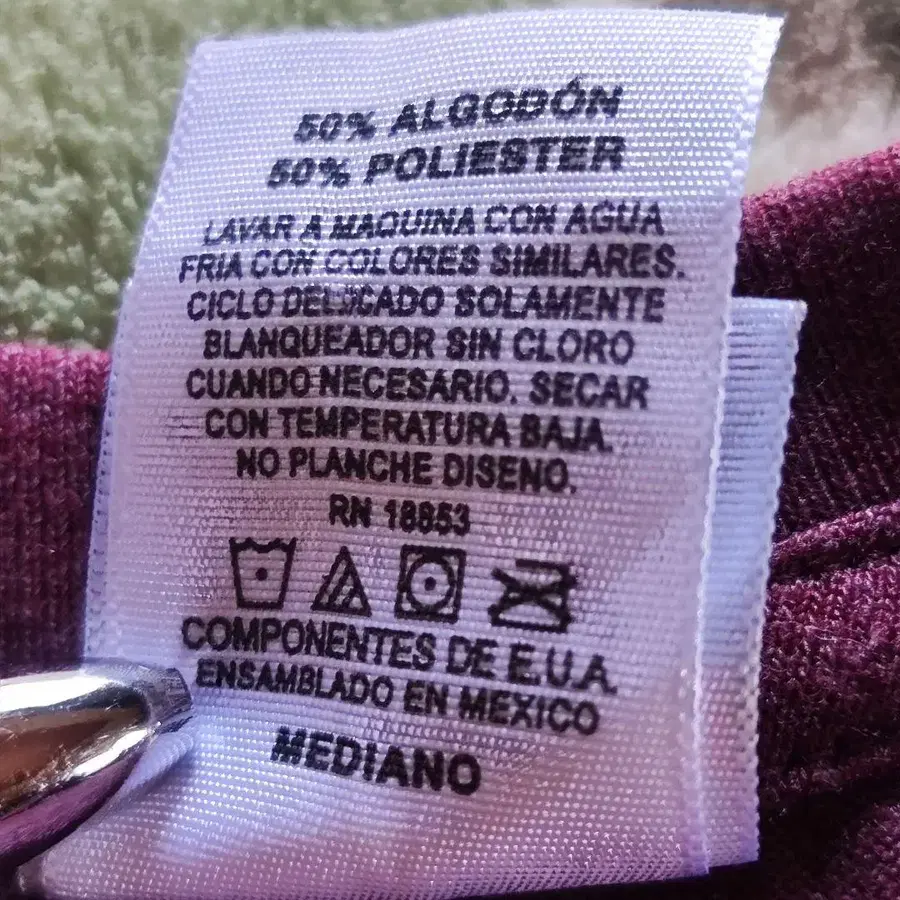 50% ALGODÓN
50% POLIESTER
LAVAR A MAQUINA CON AGUA
FRIA CON COLORES SIMILARES.
CICLO DELICADO SOLAMENTE
BLANQUEADOR SIN CLORO
CUANDO NECESARIO. SECAR
CON TEMPERATURA BAJA.
NO PLANCHE DISENO.
RN 18853
COMPONENTES DE E.U.A.
ENSAMBLADO EN MEXICO
MEDIANO